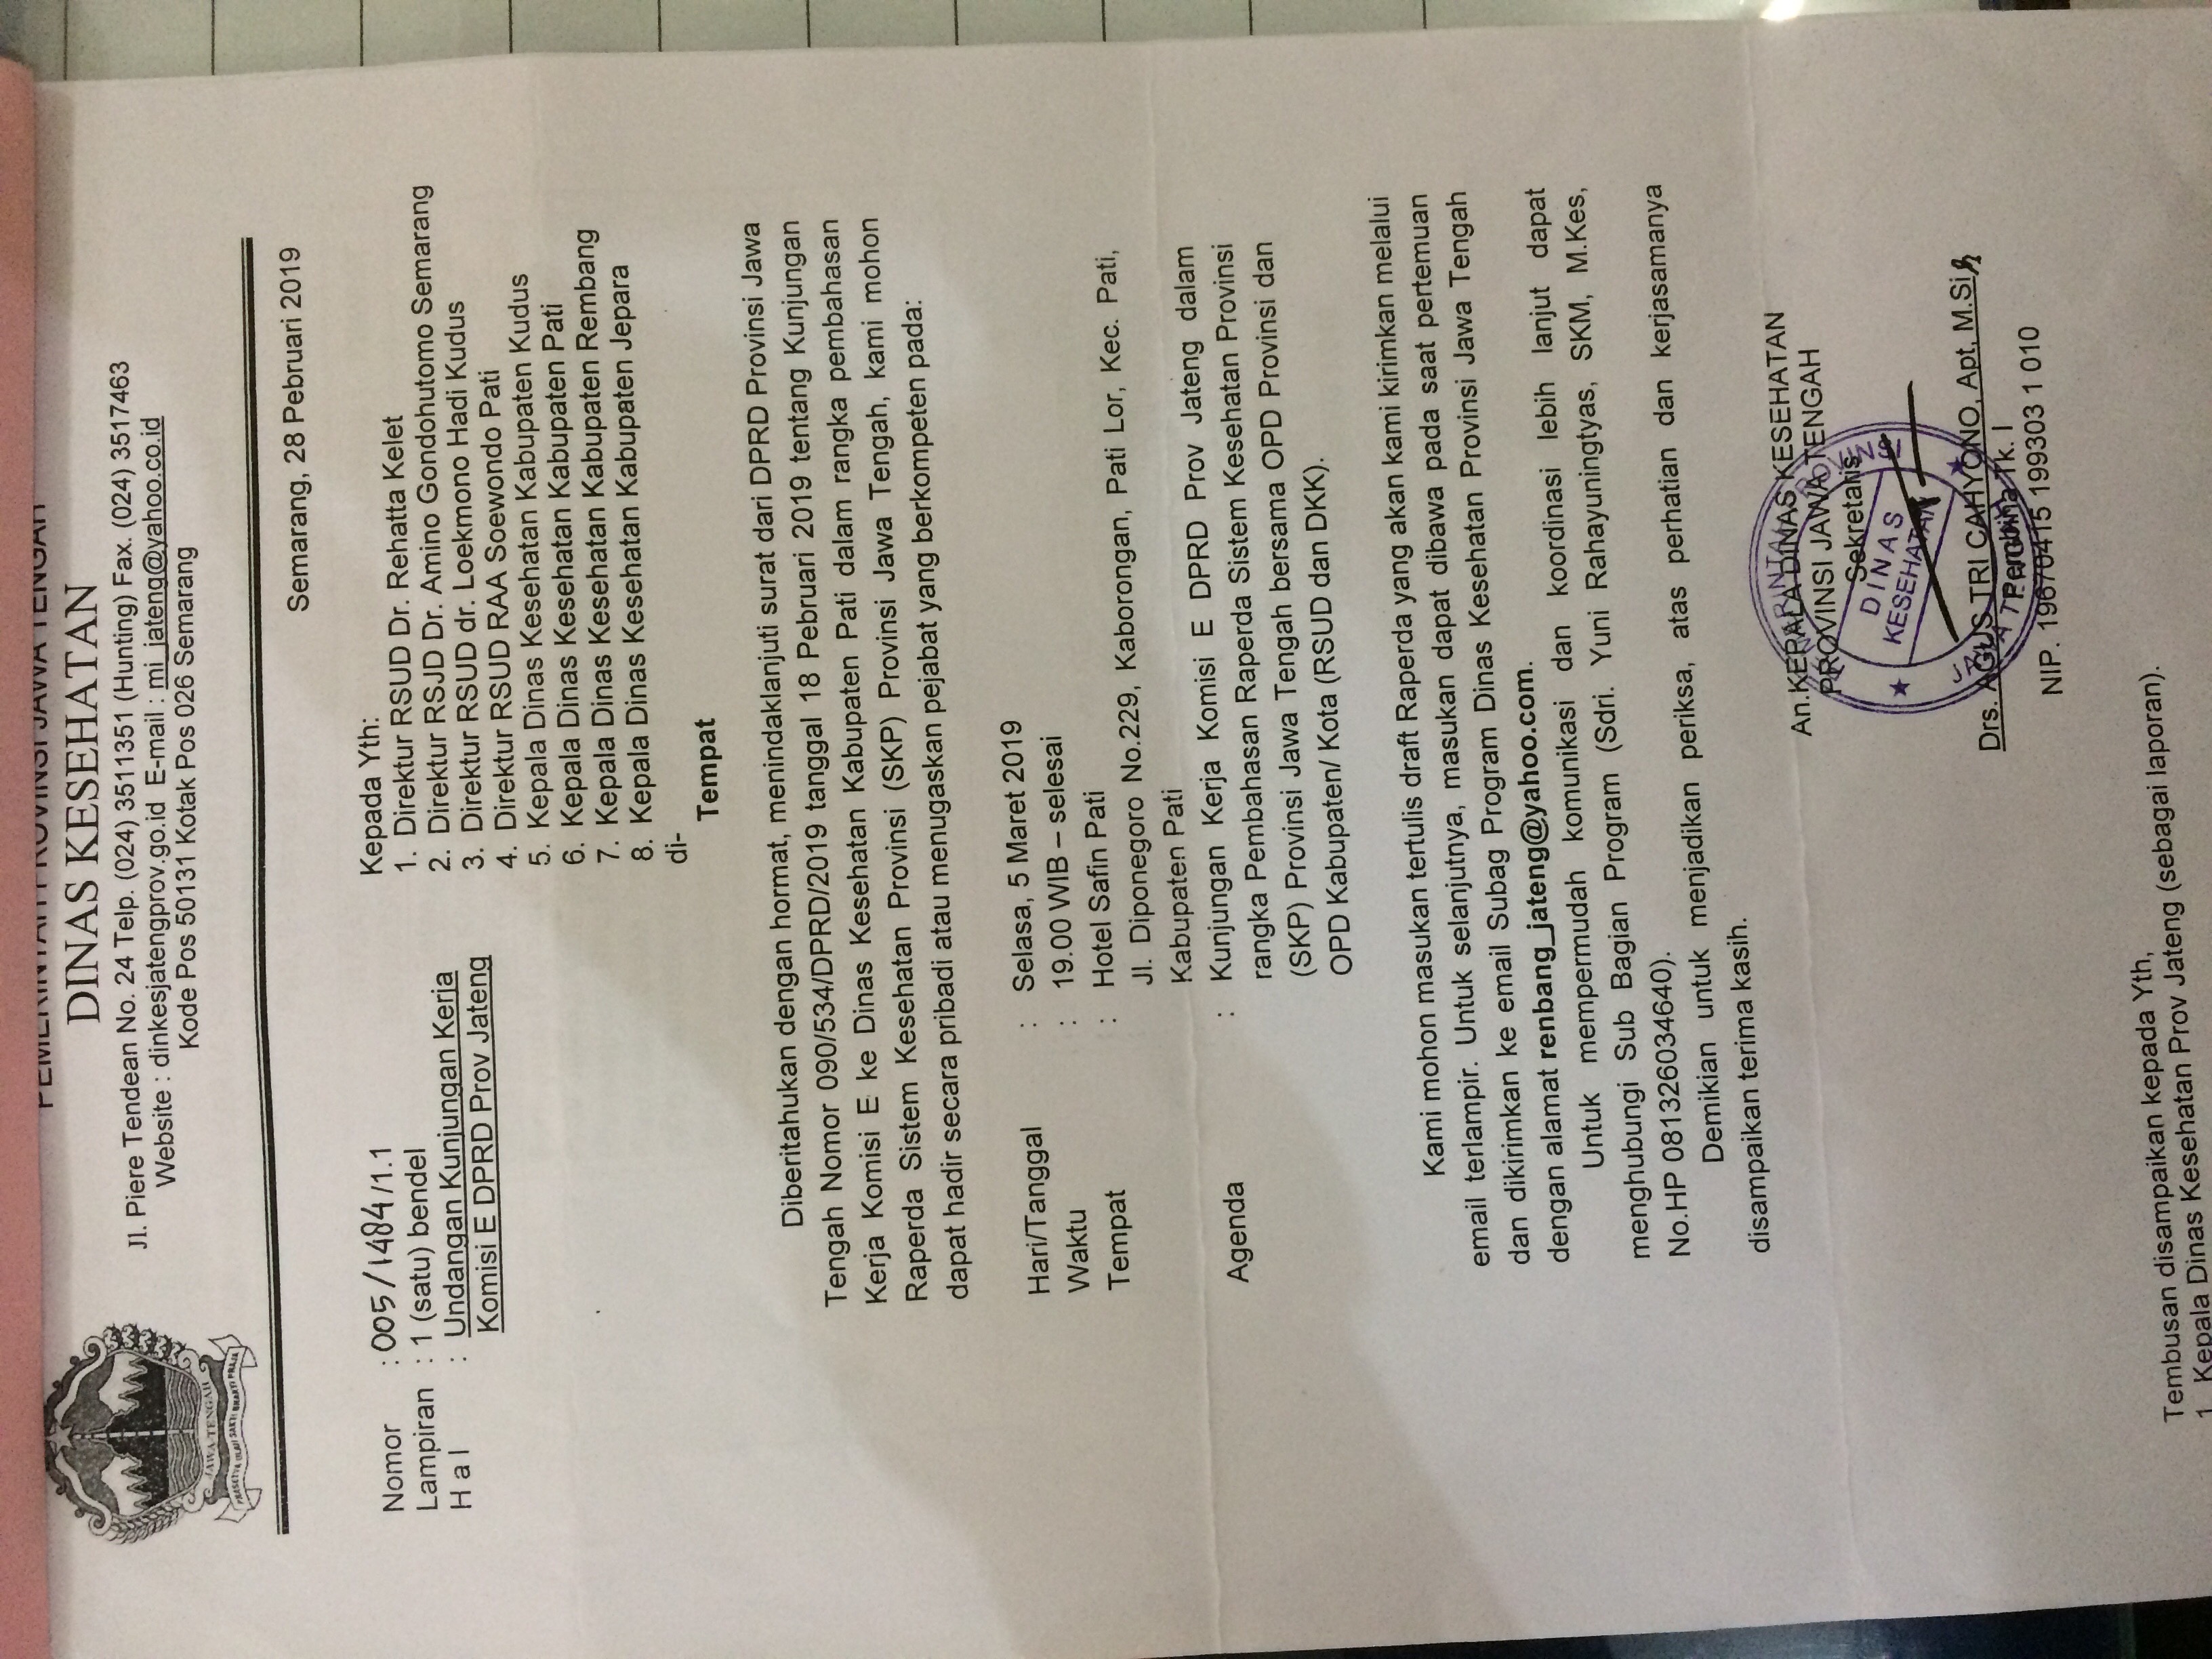 PEMERINTAH PROVINSI JAWA TENGAH
DINAS KESEHATAN
Jl. Piere Tendean No. 24 Telp. (024) 3511351 (Hunting) Fax. (024) 3517463
Website : dinkesjatengprov.go.id E-mail : mi_jateng@yahoo.co.id
Kode Pos 50131 Kotak Pos 026 Semarang
JAWA TENGAH
PRASETYA ULAH SAKTI BHAKTI PRAJA
Semarang, 28 Pebruari 2019
Nomor : 005/1484/1.1
Lampiran : 1 (satu) bendel
H a l : Undangan Kunjungan Kerja
Komisi E DPRD Prov Jateng
Kepada Yth:
1. Direktur RSUD Dr. Rehatta Kelet
2. Direktur RSJD Dr. Amino Gondohutomo Semarang
3. Direktur RSUD dr. Loekmono Hadi Kudus
4. Direktur RSUD RAA Soewondo Pati
5. Kepala Dinas Kesehatan Kabupaten Kudus
6. Kepala Dinas Kesehatan Kabupaten Pati
7. Kepala Dinas Kesehatan Kabupaten Rembang
8. Kepala Dinas Kesehatan Kabupaten Jepara
di-
Tempat
Diberitahukan dengan hormat, menindaklanjuti surat dari DPRD Provinsi Jawa
Tengah Nomor 090/534/DPRD/2019 tanggal 18 Pebruari 2019 tentang Kunjungan
Kerja Komisi E ke Dinas Kesehatan Kabupaten Pati dalam rangka pembahasan
Raperda Sistem Kesehatan Provinsi (SKP) Provinsi Jawa Tengah, kami mohon
dapat hadir secara pribadi atau menugaskan pejabat yang berkompeten pada:
Hari/Tanggal : Selasa, 5 Maret 2019
Waktu : 19.00 WIB – selesai
Tempat : Hotel Safin Pati
Jl. Diponegoro No.229, Kaborongan, Pati Lor, Kec. Pati,
Kabupaten Pati
Agenda : Kunjungan Kerja Komisi E DPRD Prov Jateng dalam
rangka Pembahasan Raperda Sistem Kesehatan Provinsi
(SKP) Provinsi Jawa Tengah bersama OPD Provinsi dan
OPD Kabupaten/ Kota (RSUD dan DKK).
Kami mohon masukan tertulis draft Raperda yang akan kami kirimkan melalui
email terlampir. Untuk selanjutnya, masukan dapat dibawa pada saat pertemuan
dan dikirimkan ke email Subag Program Dinas Kesehatan Provinsi Jawa Tengah
dengan alamat renbang_jateng@yahoo.com.
Untuk mempermudah komunikasi dan koordinasi lebih lanjut dapat
menghubungi Sub Bagian Program (Sdri. Yuni Rahayuningtyas, SKM, M.Kes,
No.HP 081326034640).
Demikian untuk menjadikan periksa, atas perhatian dan kerjasamanya
disampaikan terima kasih.
An.KEPALA DINAS KESEHATAN
PROVINSI JAWA TENGAH
Sekretaris
PEMERINTAH PROVINSI
DINAS
KESEHATAN
JAWA TENGAH
Drs. AGUS TRI CAHYONO, Apt, M.Si
Pembina Tk. I
NIP. 19670415 199303 1 010
Tembusan disampaikan kepada Yth,
1. Kepala Dinas Kesehatan Prov Jateng (sebagai laporan).